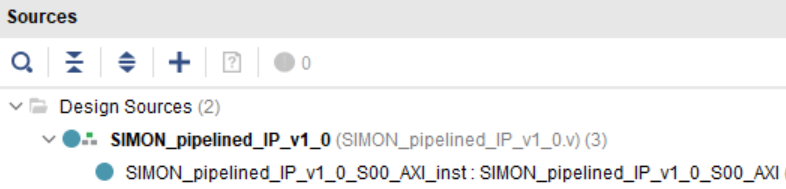 Sources
0
Design Sources (2)
SIMON_pipelined_IP_v1_0 (SIMON_pipelined_IP_v1_0.v) (3)
SIMON_pipelined_IP_v1_0_S00_AXI_inst : SIMON_pipelined_IP_v1_0_S00_AXI (